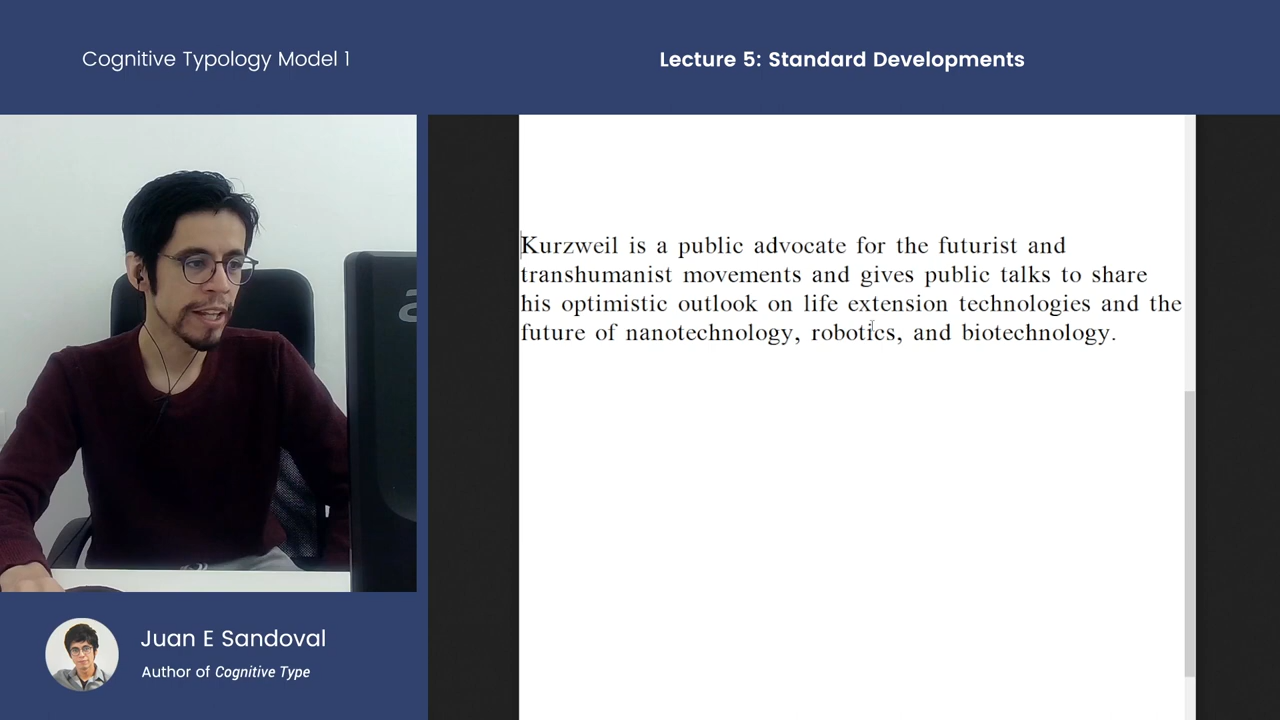 Cognitive Typology Model 1
Lecture 5: Standard Developments
Kurzweil is a public advocate for the futurist and
transhumanist movements and gives public talks to share
his optimistic outlook on life extension technologies and the
future of nanotechnology, robotics, and biotechnology.
Juan E Sandoval
Author of Cognitive Type